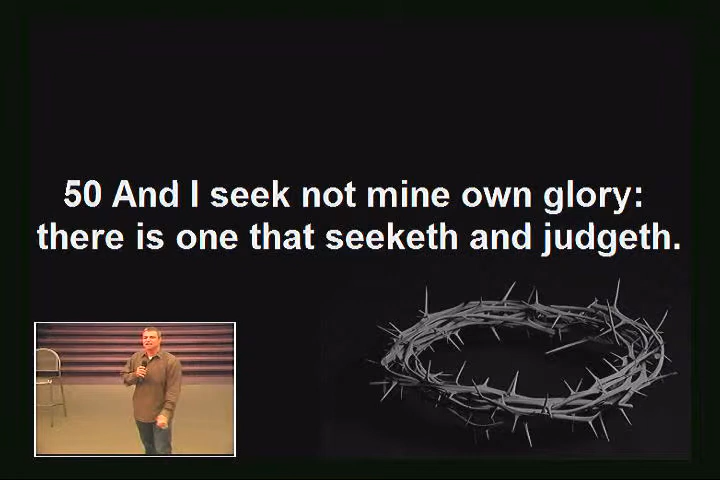 50 And I seek not mine own glory:
there is one that seeketh and judgeth.